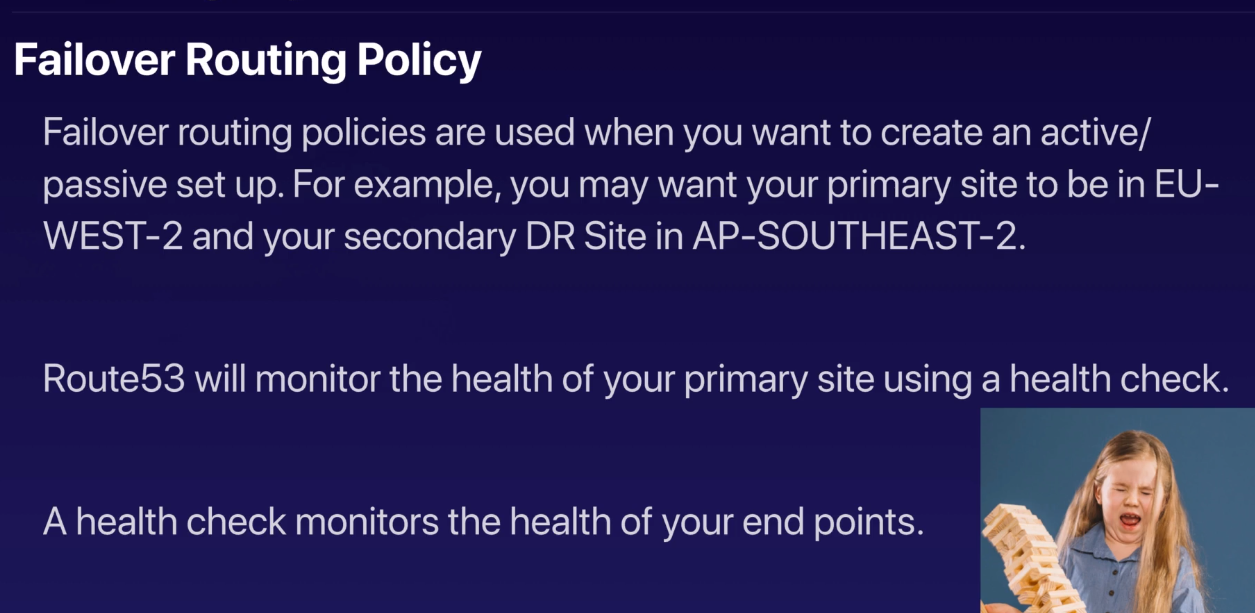 Failover Routing Policy
Failover routing policies are used when you want to create an active/
passive set up. For example, you may want your primary site to be in EU-
WEST-2 and your secondary DR Site in AP-SOUTHEAST-2.
Route53 will monitor the health of your primary site using a health check.
A health check monitors the health of your end points.